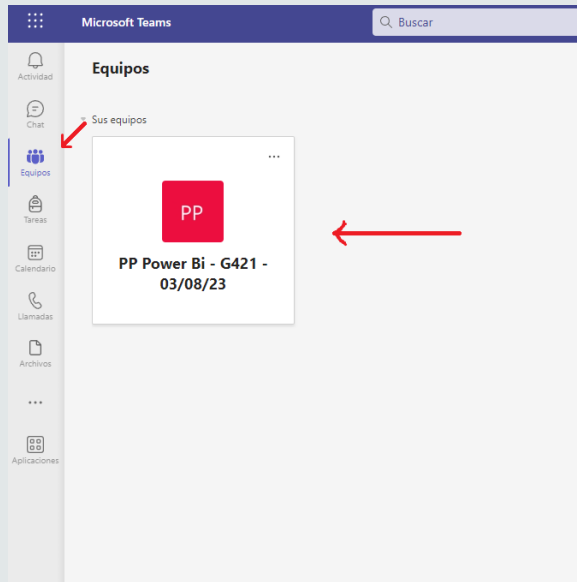 Microsoft Teams
Buscar
Actividad
Chat
Equipos
Tareas
Calendario
Llamadas
Archivos
Aplicaciones
Equipos
Sus equipos
PP
PP Power Bi - G421 -
03/08/23